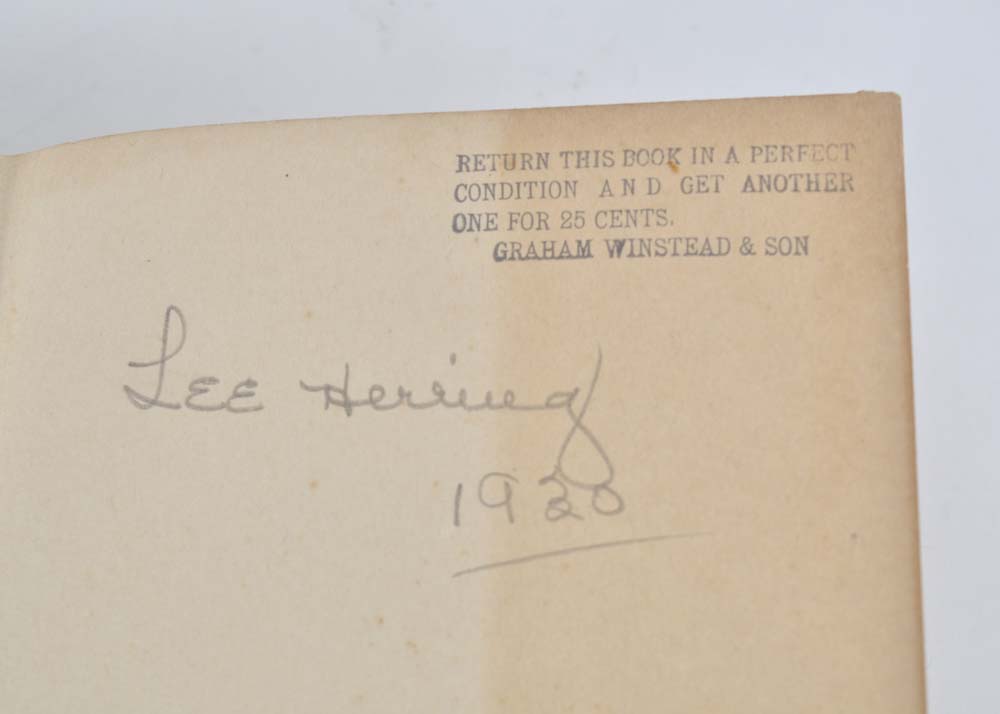 RETURN THIS BOOK IN A PERFECT
CONDITION AND GET ANOTHER
ONE FOR 25 CENTS.
GRAHAM WINSTEAD & SON
Lee Herring
1920